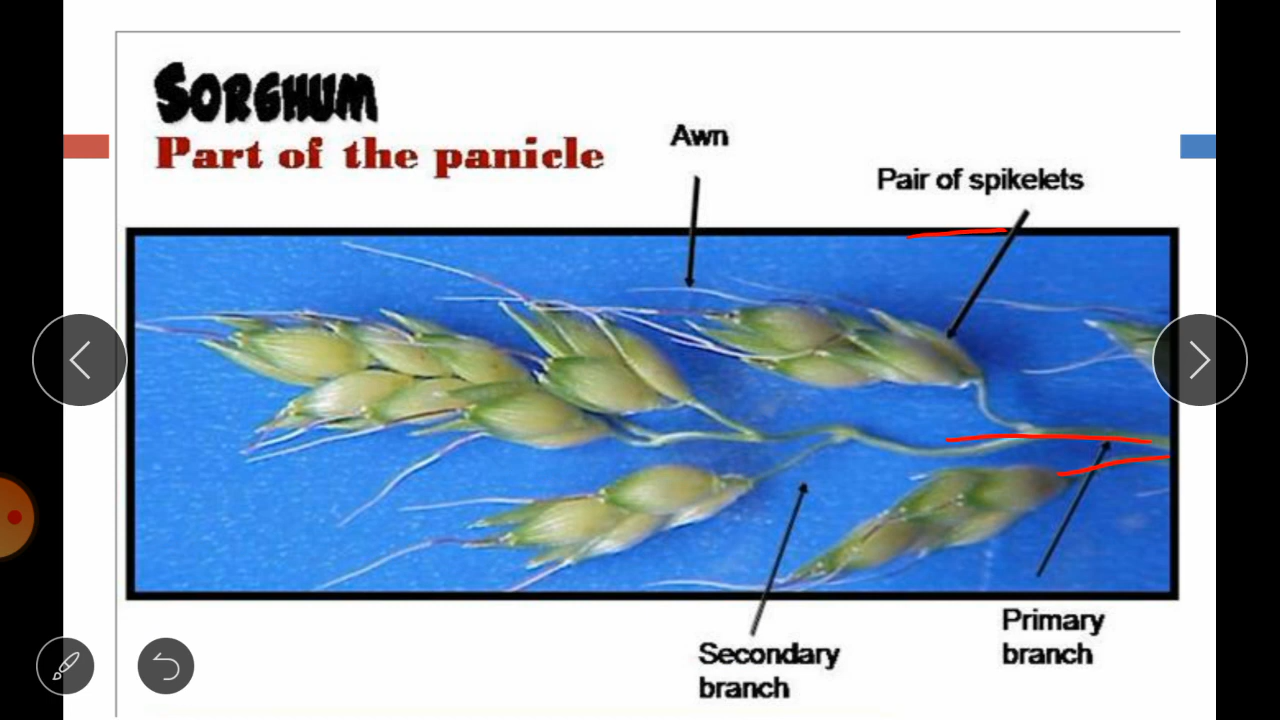 SORGHUM
Part of the panicle
Awn
Pair of spikelets
Secondary
branch
Primary
branch